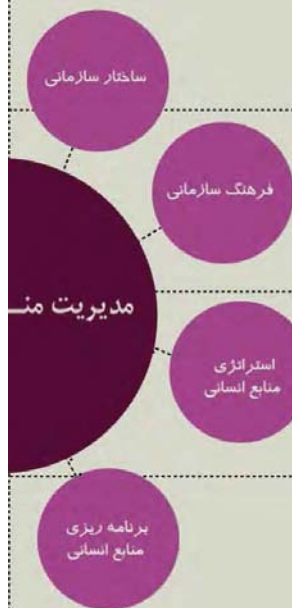 ساختار سازمانی
فرهنگ سازمانی
مدیریت منـ
استراتژی
منابع انسانی
برنامه ریزی
منابع انسانی